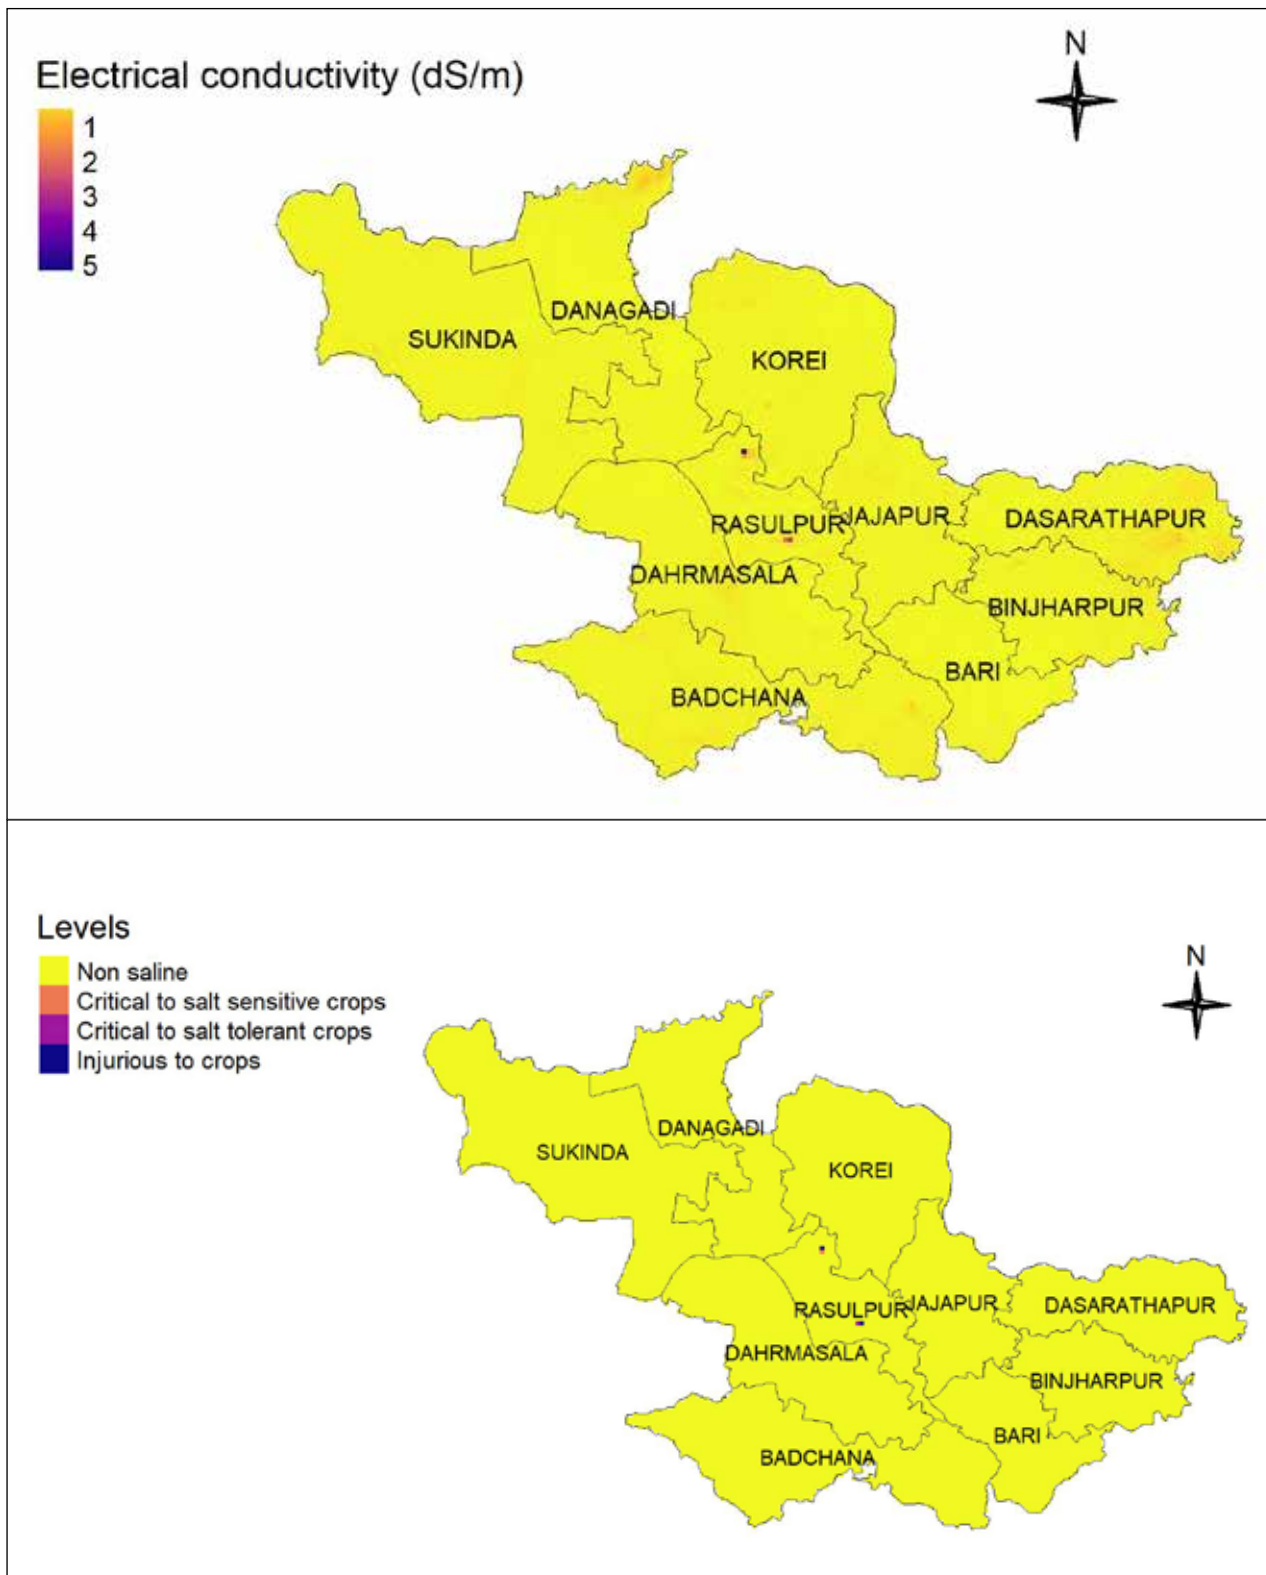 N
Electrical conductivity (dS/m)
1
2
3
4
5
DANAGADI
SUKINDA
KOREI
RASULPUR
JAJAPUR
DASARATHAPUR
DAHRMASALA
BINJHARPUR
BARI
BADCHANA
Levels
Non saline
Critical to salt sensitive crops
Critical to salt tolerant crops
Injurious to crops
N
DANAGADI
SUKINDA
KOREI
RASULPUR
JAJAPUR
DASARATHAPUR
DAHRMASALA
BINJHARPUR
BARI
BADCHANA